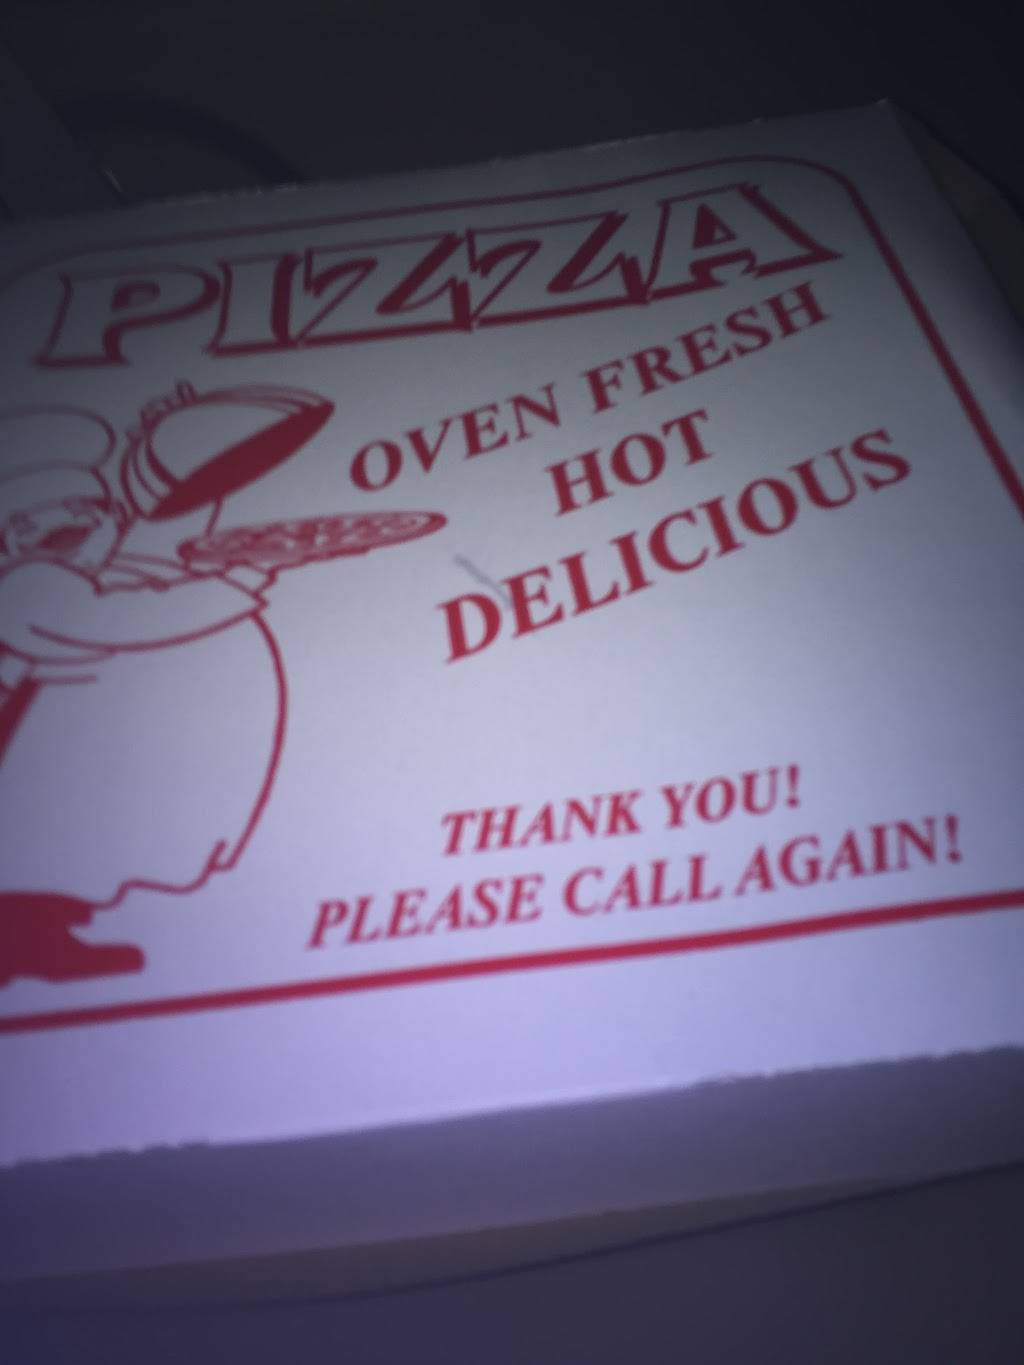 PIZZA
OVEN FRESH
HOT
DELICIOUS
THANK YOU!
PLEASE CALL AGAIN!